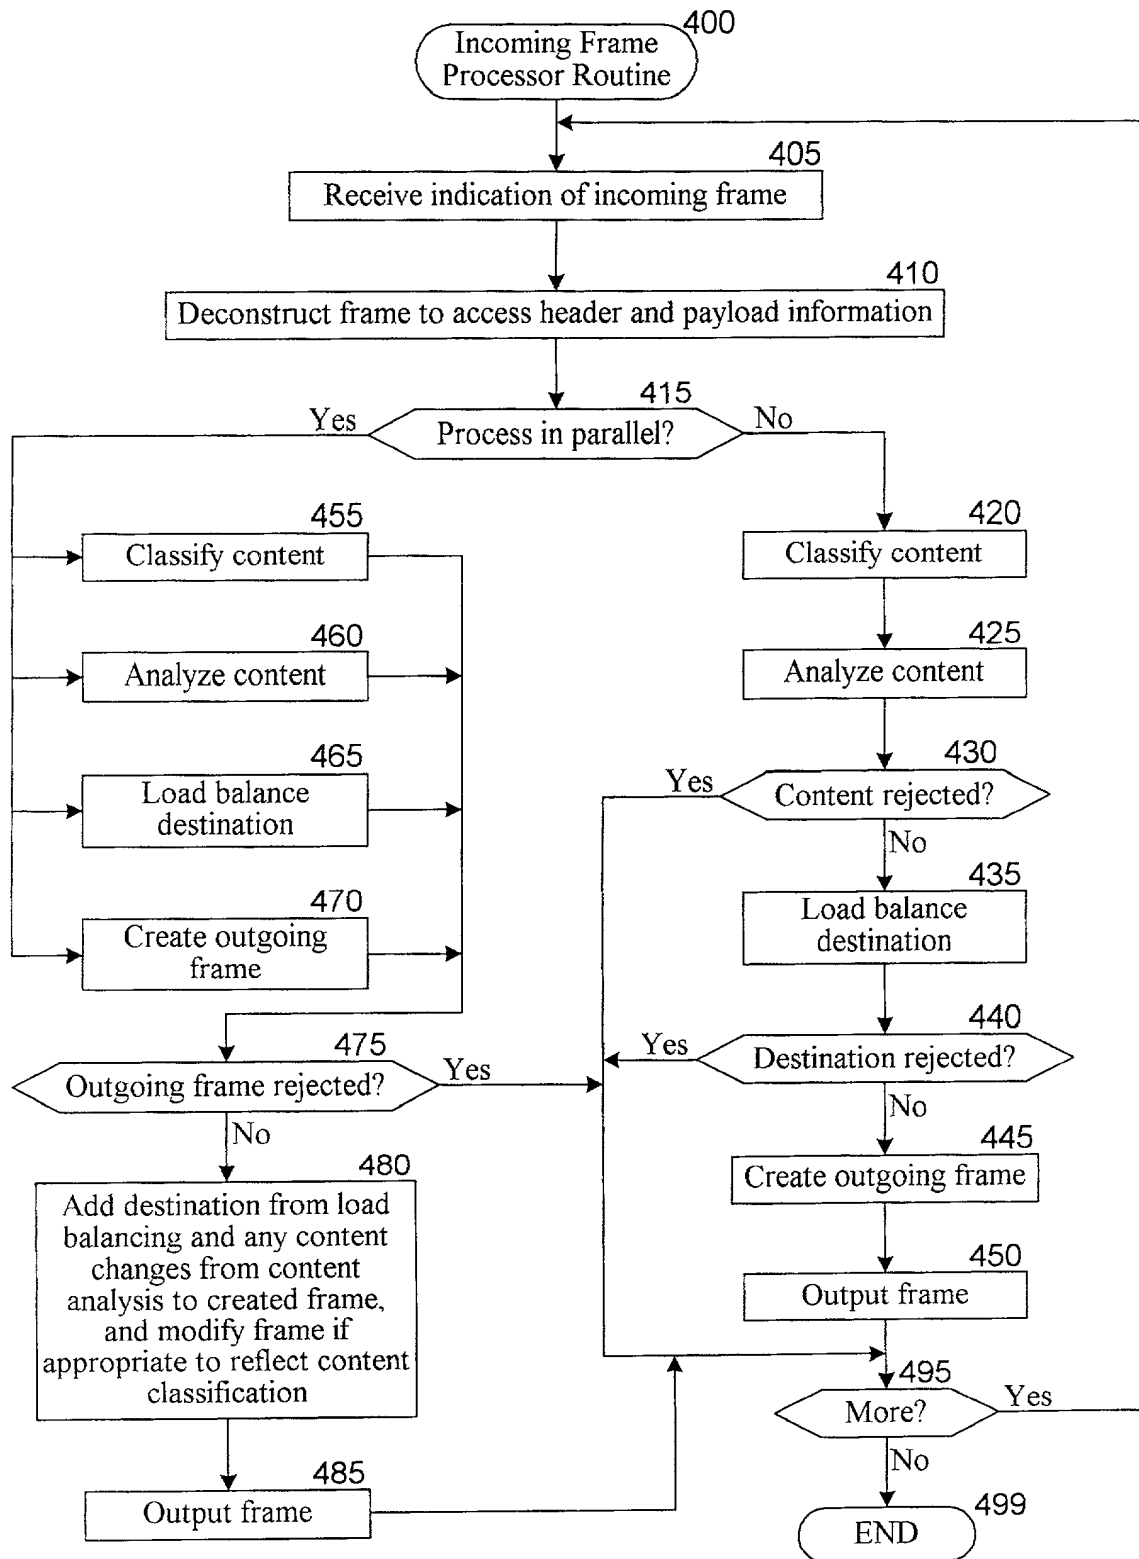 400
Incoming Frame
Processor Routine
405
Receive indication of incoming frame
410
Deconstruct frame to access header and payload information
415
Process in parallel?
Yes
No
455
Classify content
460
Analyze content
465
Load balance
destination
470
Create outgoing
frame
475
Outgoing frame rejected?
Yes
No
480
Add destination from load
balancing and any content
changes from content
analysis to created frame,
and modify frame if
appropriate to reflect content
classification
485
Output frame
420
Classify content
425
Analyze content
430
Content rejected?
Yes
No
435
Load balance
destination
440
Destination rejected?
Yes
No
445
Create outgoing frame
450
Output frame
495
More?
Yes
No
499
END